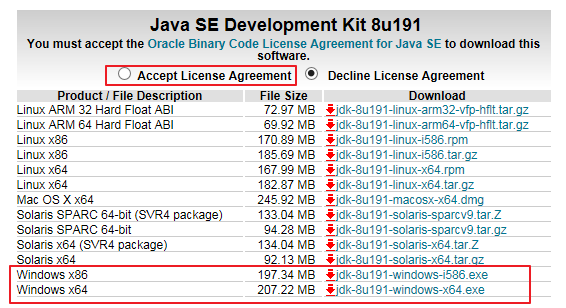 Java SE Development Kit 8u191
You must accept the Oracle Binary Code License Agreement for Java SE to download this
software.
Accept License Agreement Decline License Agreement
Product / File Description File Size Download
Linux ARM 32 Hard Float ABI 72.97 MB jdk-8u191-linux-arm32-vfp-hflt.tar.gz
Linux ARM 64 Hard Float ABI 69.92 MB jdk-8u191-linux-arm64-vfp-hflt.tar.gz
Linux x86 170.89 MB jdk-8u191-linux-i586.rpm
Linux x86 185.69 MB jdk-8u191-linux-i586.tar.gz
Linux x64 167.99 MB jdk-8u191-linux-x64.rpm
Linux x64 182.87 MB jdk-8u191-linux-x64.tar.gz
Mac OS X x64 245.92 MB jdk-8u191-macosx-x64.dmg
Solaris SPARC 64-bit (SVR4 package) 133.04 MB jdk-8u191-solaris-sparcv9.tar.Z
Solaris SPARC 64-bit 94.28 MB jdk-8u191-solaris-sparcv9.tar.gz
Solaris x64 (SVR4 package) 134.04 MB jdk-8u191-solaris-x64.tar.Z
Solaris x64 92.13 MB jdk-8u191-solaris-x64.tar.gz
Windows x86 197.34 MB jdk-8u191-windows-i586.exe
Windows x64 207.22 MB jdk-8u191-windows-x64.exe